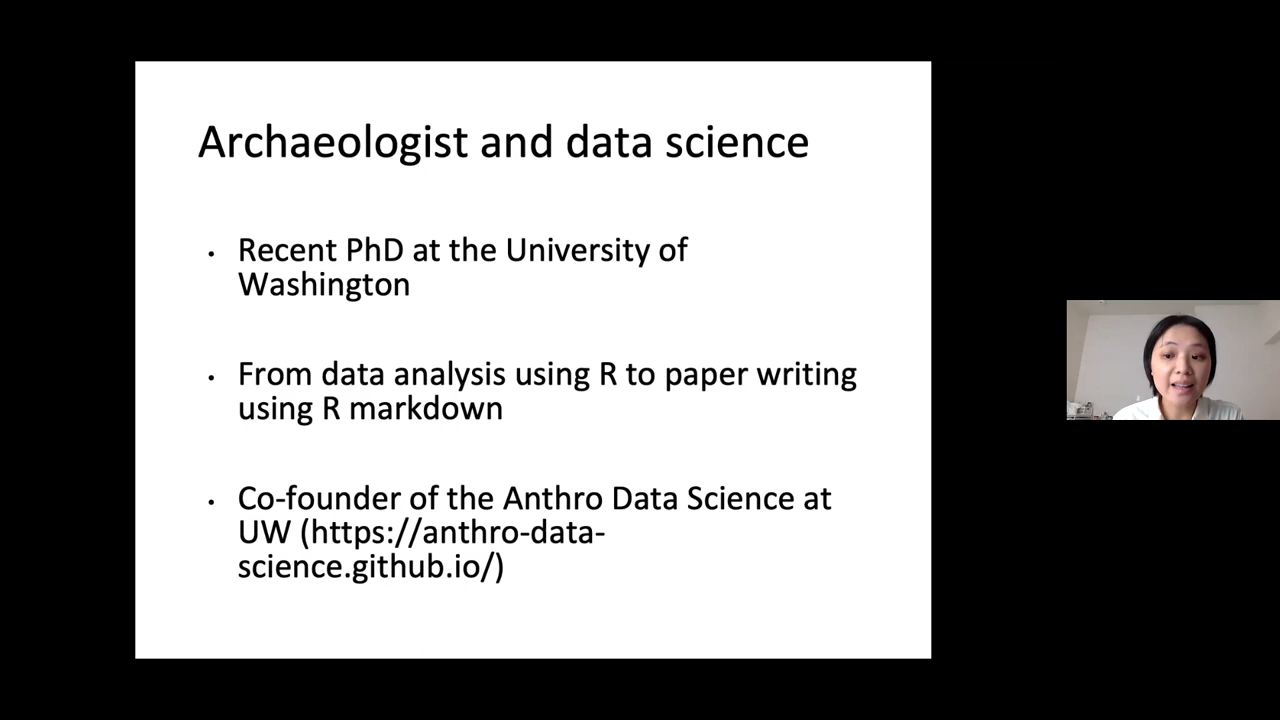 Archaeologist and data science
• Recent PhD at the University of
Washington
• From data analysis using R to paper writing
using R markdown
• Co-founder of the Anthro Data Science at
UW (https://anthro-data-
science.github.io/)